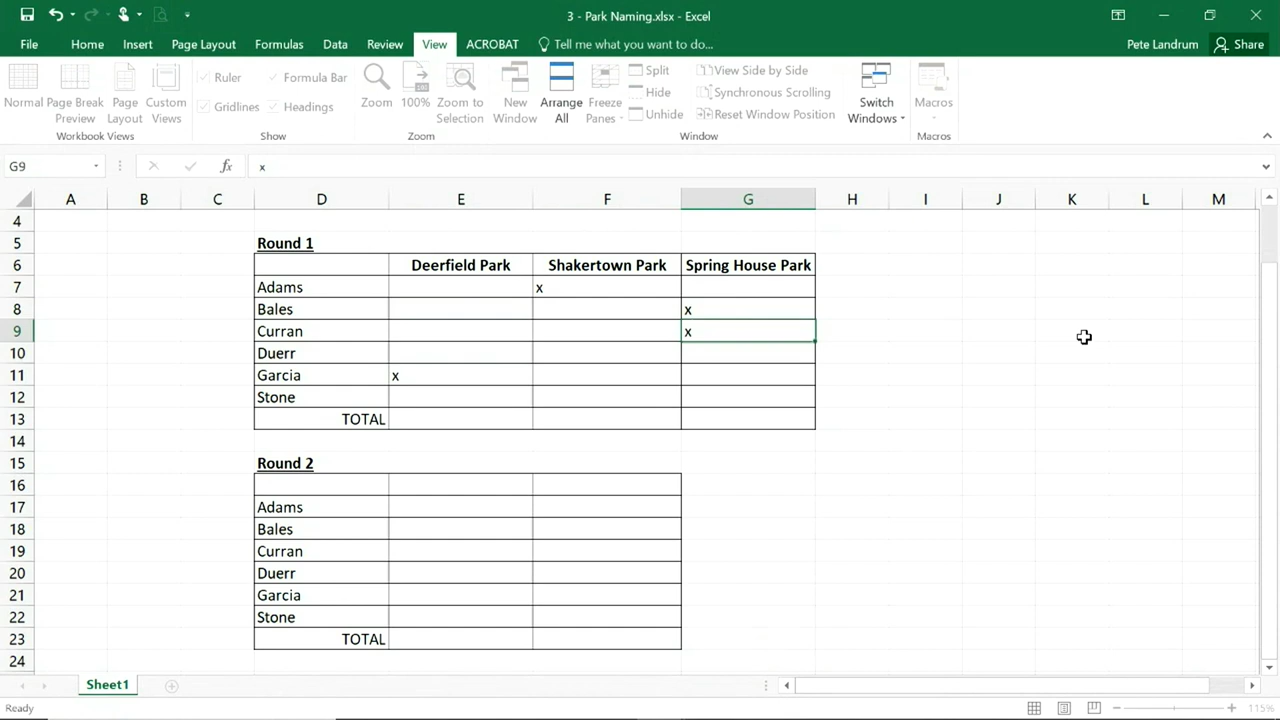 3 - Park Naming.xlsx - Excel
File Home Insert Page Layout Formulas Data Review View ACROBAT Tell me what you want to do... Pete Landrum Share
Normal Page Break Preview Page Layout Custom Views
Workbook Views
Ruler Formula Bar
Gridlines Headings
Show
Zoom 100% Zoom to Selection
Zoom
New Window Arrange All Freeze Panes
Split View Side by Side
Hide Synchronous Scrolling
Unhide Reset Window Position
Switch Windows
Window
Macros
Macros
G9 fx x
A B C D E F G H I J K L M
4
5 Round 1
6 Deerfield Park Shakertown Park Spring House Park
7 Adams x
8 Bales x
9 Curran x
10 Duerr
11 Garcia x
12 Stone
13 TOTAL
14
15 Round 2
16
17 Adams
18 Bales
19 Curran
20 Duerr
21 Garcia
22 Stone
23 TOTAL
24
Sheet1
Ready 115%